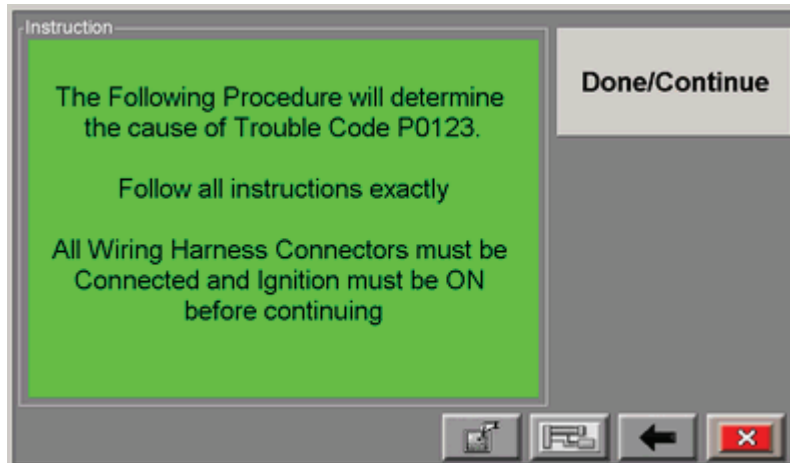 Instruction
The Following Procedure will determine
the cause of Trouble Code P0123.
Follow all instructions exactly
All Wiring Harness Connectors must be
Connected and Ignition must be ON
before continuing
Done/Continue